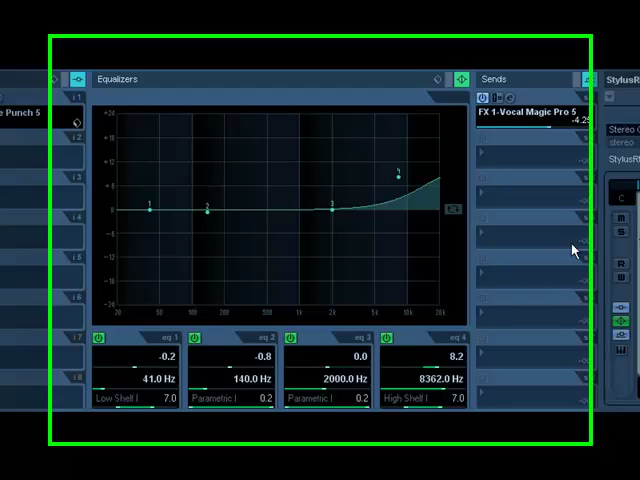 Equalizers
Sends
StylusR
i 1
e Punch 5
FX 1-Vocal Magic Pro 5
-4.25
+24
+18
+12
+ 6
0
-6
-12
-18
-24
1
2
3
4
20
50
100
200
500
1k
2k
5k
10k
20k
i 2
i 3
i 4
i 5
i 6
i 7
i 8
Stereo
stereo
StylusR
C
M
S
R
W
eq 1
eq 2
eq 3
eq 4
-0.2
-0.8
0.0
8.2
41.0 Hz
140.0 Hz
2000.0 Hz
8362.0 Hz
Low Shelf I 7.0
Parametric I 0.2
Parametric I 0.2
High Shelf I 7.0